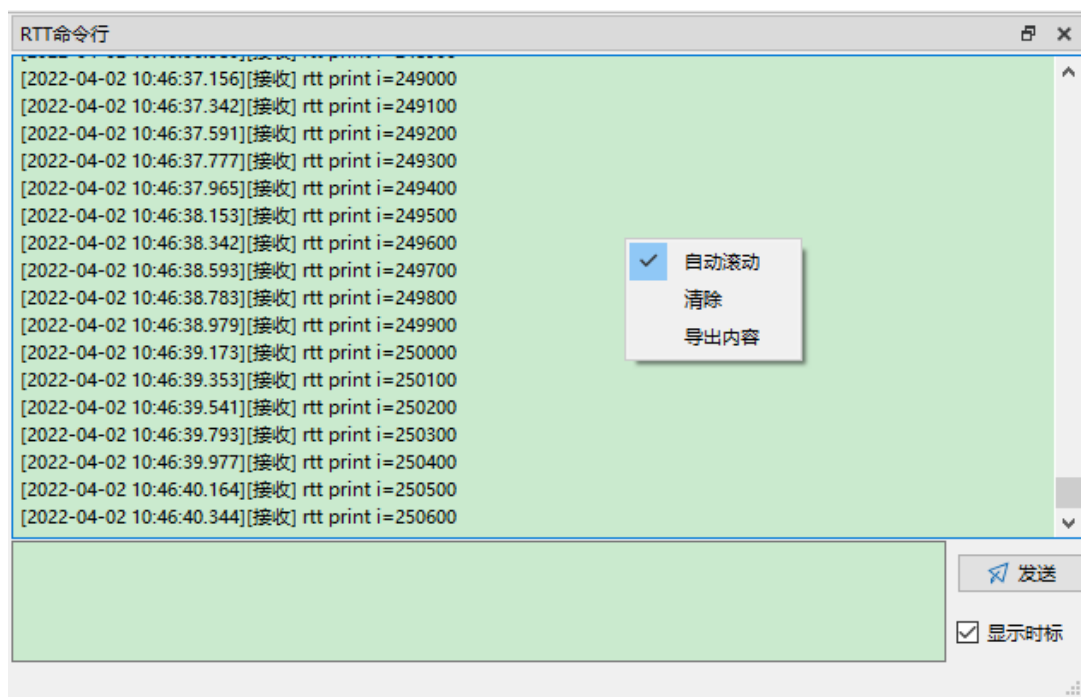 RTT命令行
[2022-04-02 10:46:37.156][接收] rtt print i=249000
[2022-04-02 10:46:37.342][接收] rtt print i=249100
[2022-04-02 10:46:37.591][接收] rtt print i=249200
[2022-04-02 10:46:37.777][接收] rtt print i=249300
[2022-04-02 10:46:37.965][接收] rtt print i=249400
[2022-04-02 10:46:38.153][接收] rtt print i=249500
[2022-04-02 10:46:38.342][接收] rtt print i=249600
[2022-04-02 10:46:38.593][接收] rtt print i=249700
[2022-04-02 10:46:38.783][接收] rtt print i=249800
[2022-04-02 10:46:38.979][接收] rtt print i=249900
[2022-04-02 10:46:39.173][接收] rtt print i=250000
[2022-04-02 10:46:39.353][接收] rtt print i=250100
[2022-04-02 10:46:39.541][接收] rtt print i=250200
[2022-04-02 10:46:39.793][接收] rtt print i=250300
[2022-04-02 10:46:39.977][接收] rtt print i=250400
[2022-04-02 10:46:40.164][接收] rtt print i=250500
[2022-04-02 10:46:40.344][接收] rtt print i=250600
自动滚动
清除
导出内容
发送
显示时标